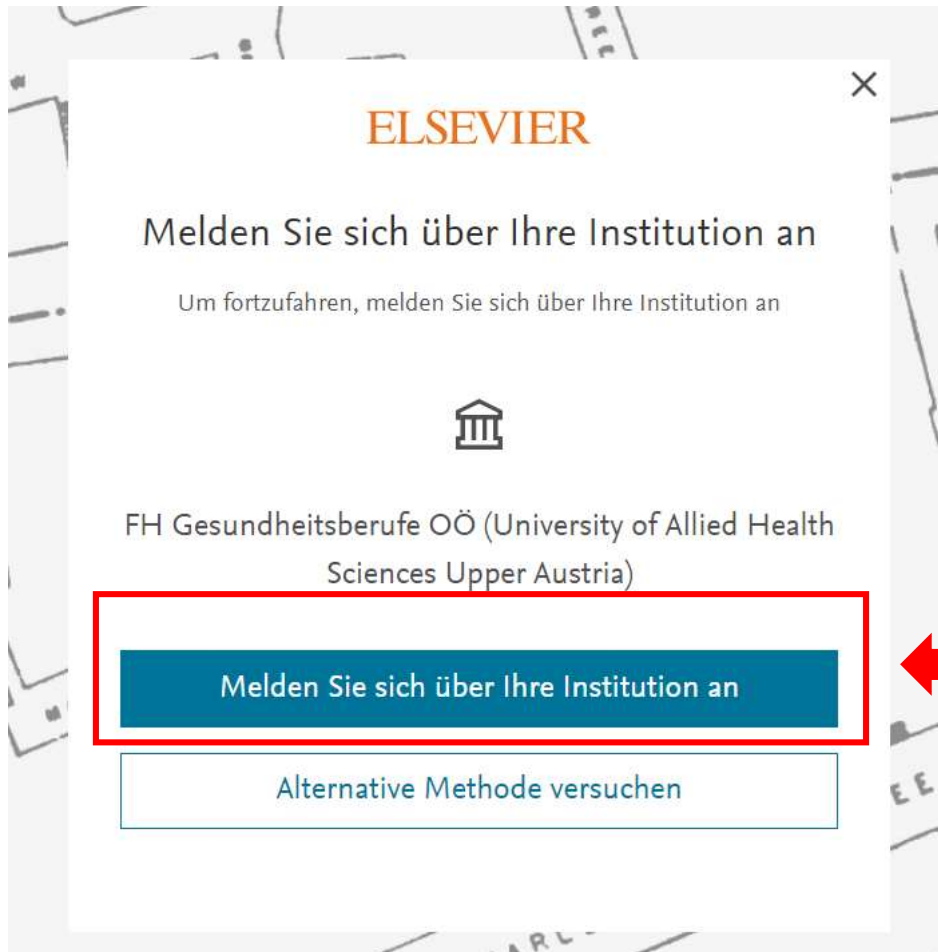 ELSEVIER
Melden Sie sich über Ihre Institution an
Um fortzufahren, melden Sie sich über Ihre Institution an
FH Gesundheitsberufe OÖ (University of Allied Health
Sciences Upper Austria)
Melden Sie sich über Ihre Institution an
Alternative Methode versuchen